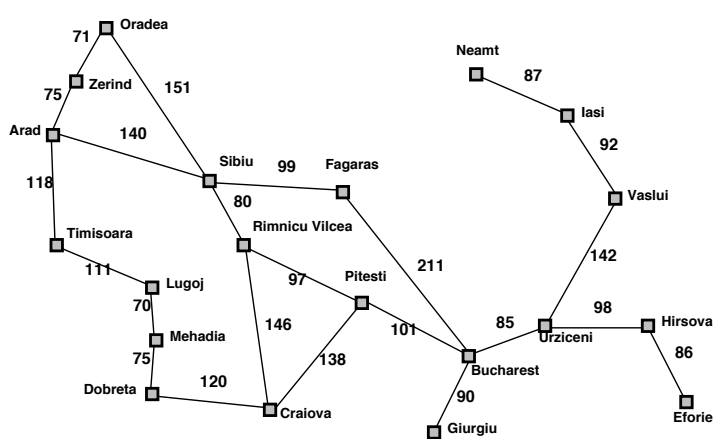 Oradea
71
Neamt
87
Zerind
151
75
Iasi
Arad
140
92
Sibiu
99
Fagaras
118
80
Vaslui
Rimnicu Vilcea
Timisoara
142
111
Pitesti
211
Lugoj
97
70
98
Hirsova
146
101
85
Urziceni
Mehadia
75
138
86
Bucharest
120
Dobreta
90
Craiova
Eforie
Giurgiu